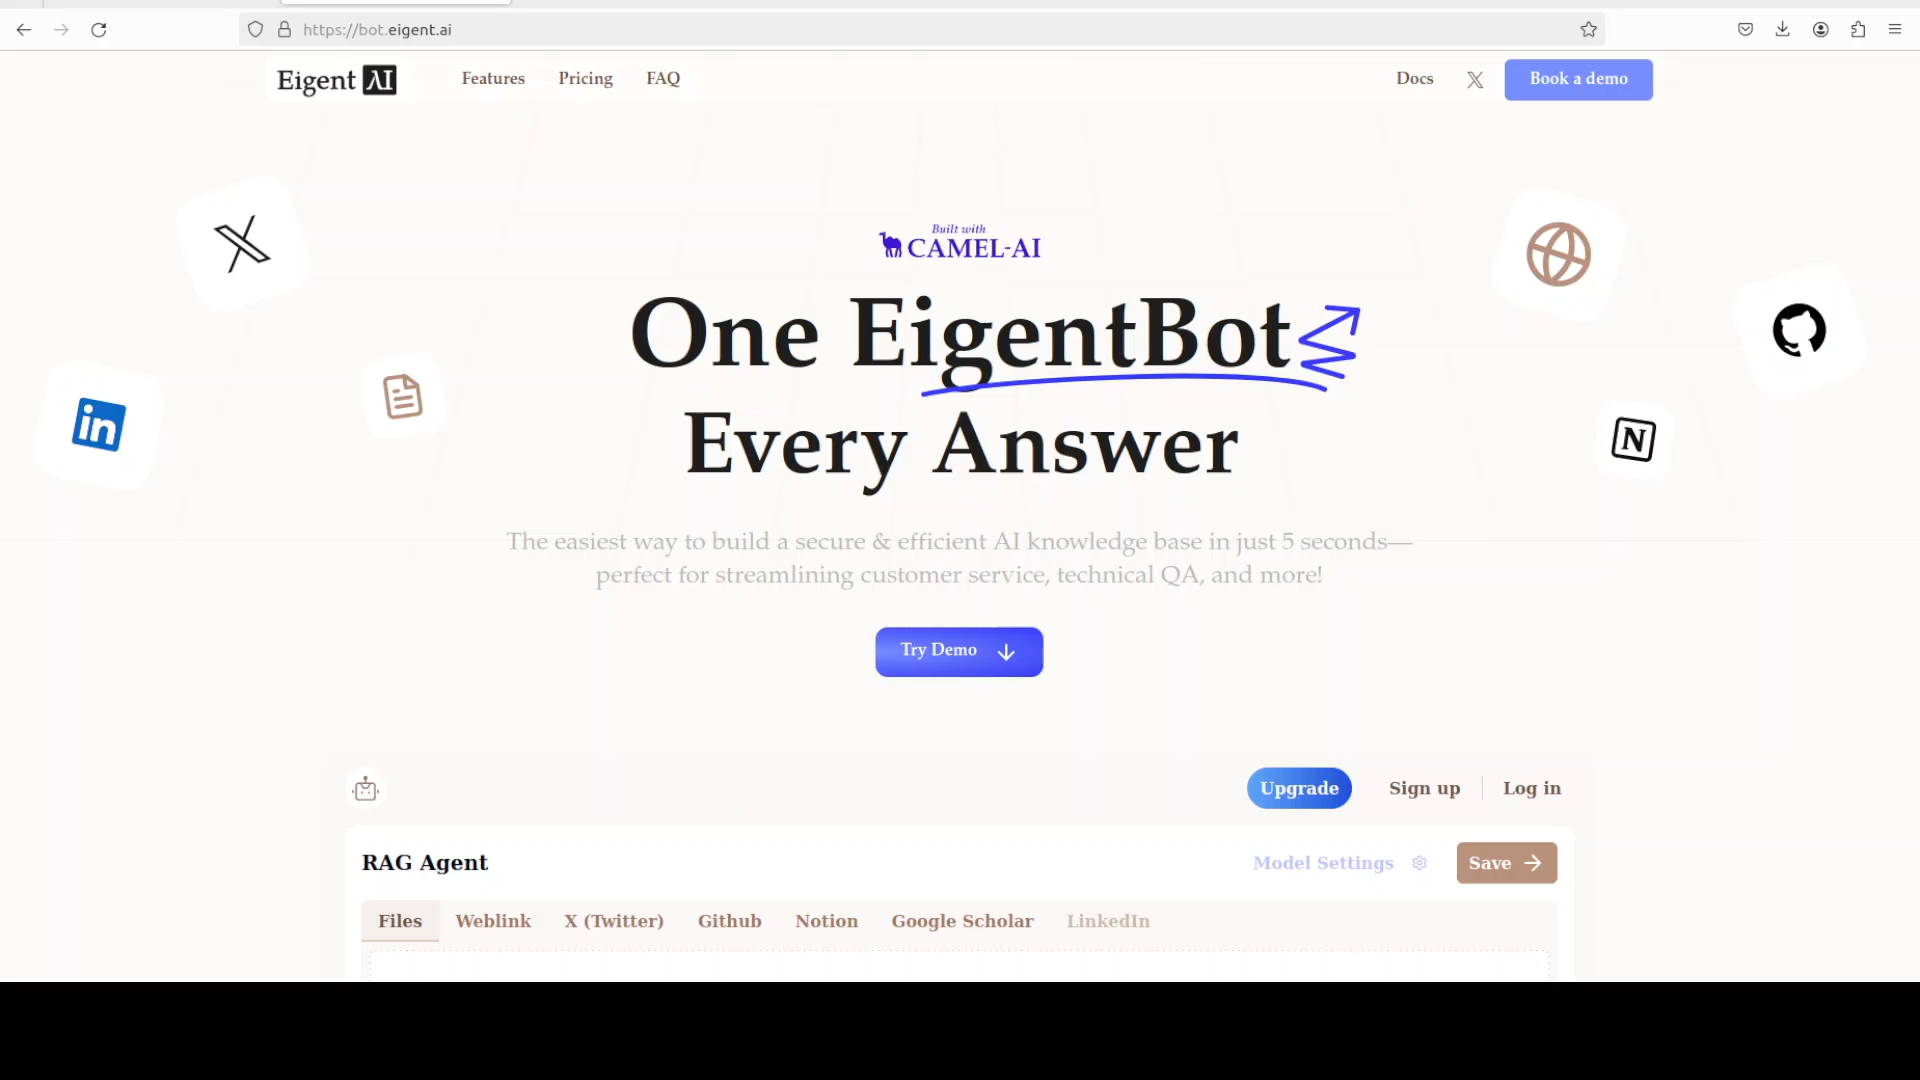 https://bot.eigent.ai
Eigent AI
Features
Pricing
FAQ
Docs
Book a demo
Built with
CAMEL-AI
One EigentBot
Every Answer
The easiest way to build a secure & efficient AI knowledge base in just 5 seconds—
perfect for streamlining customer service, technical QA, and more!
Try Demo
in
N
Upgrade
Sign up
Log in
RAG Agent
Model Settings
Save
Files
Weblink
X (Twitter)
Github
Notion
Google Scholar
LinkedIn